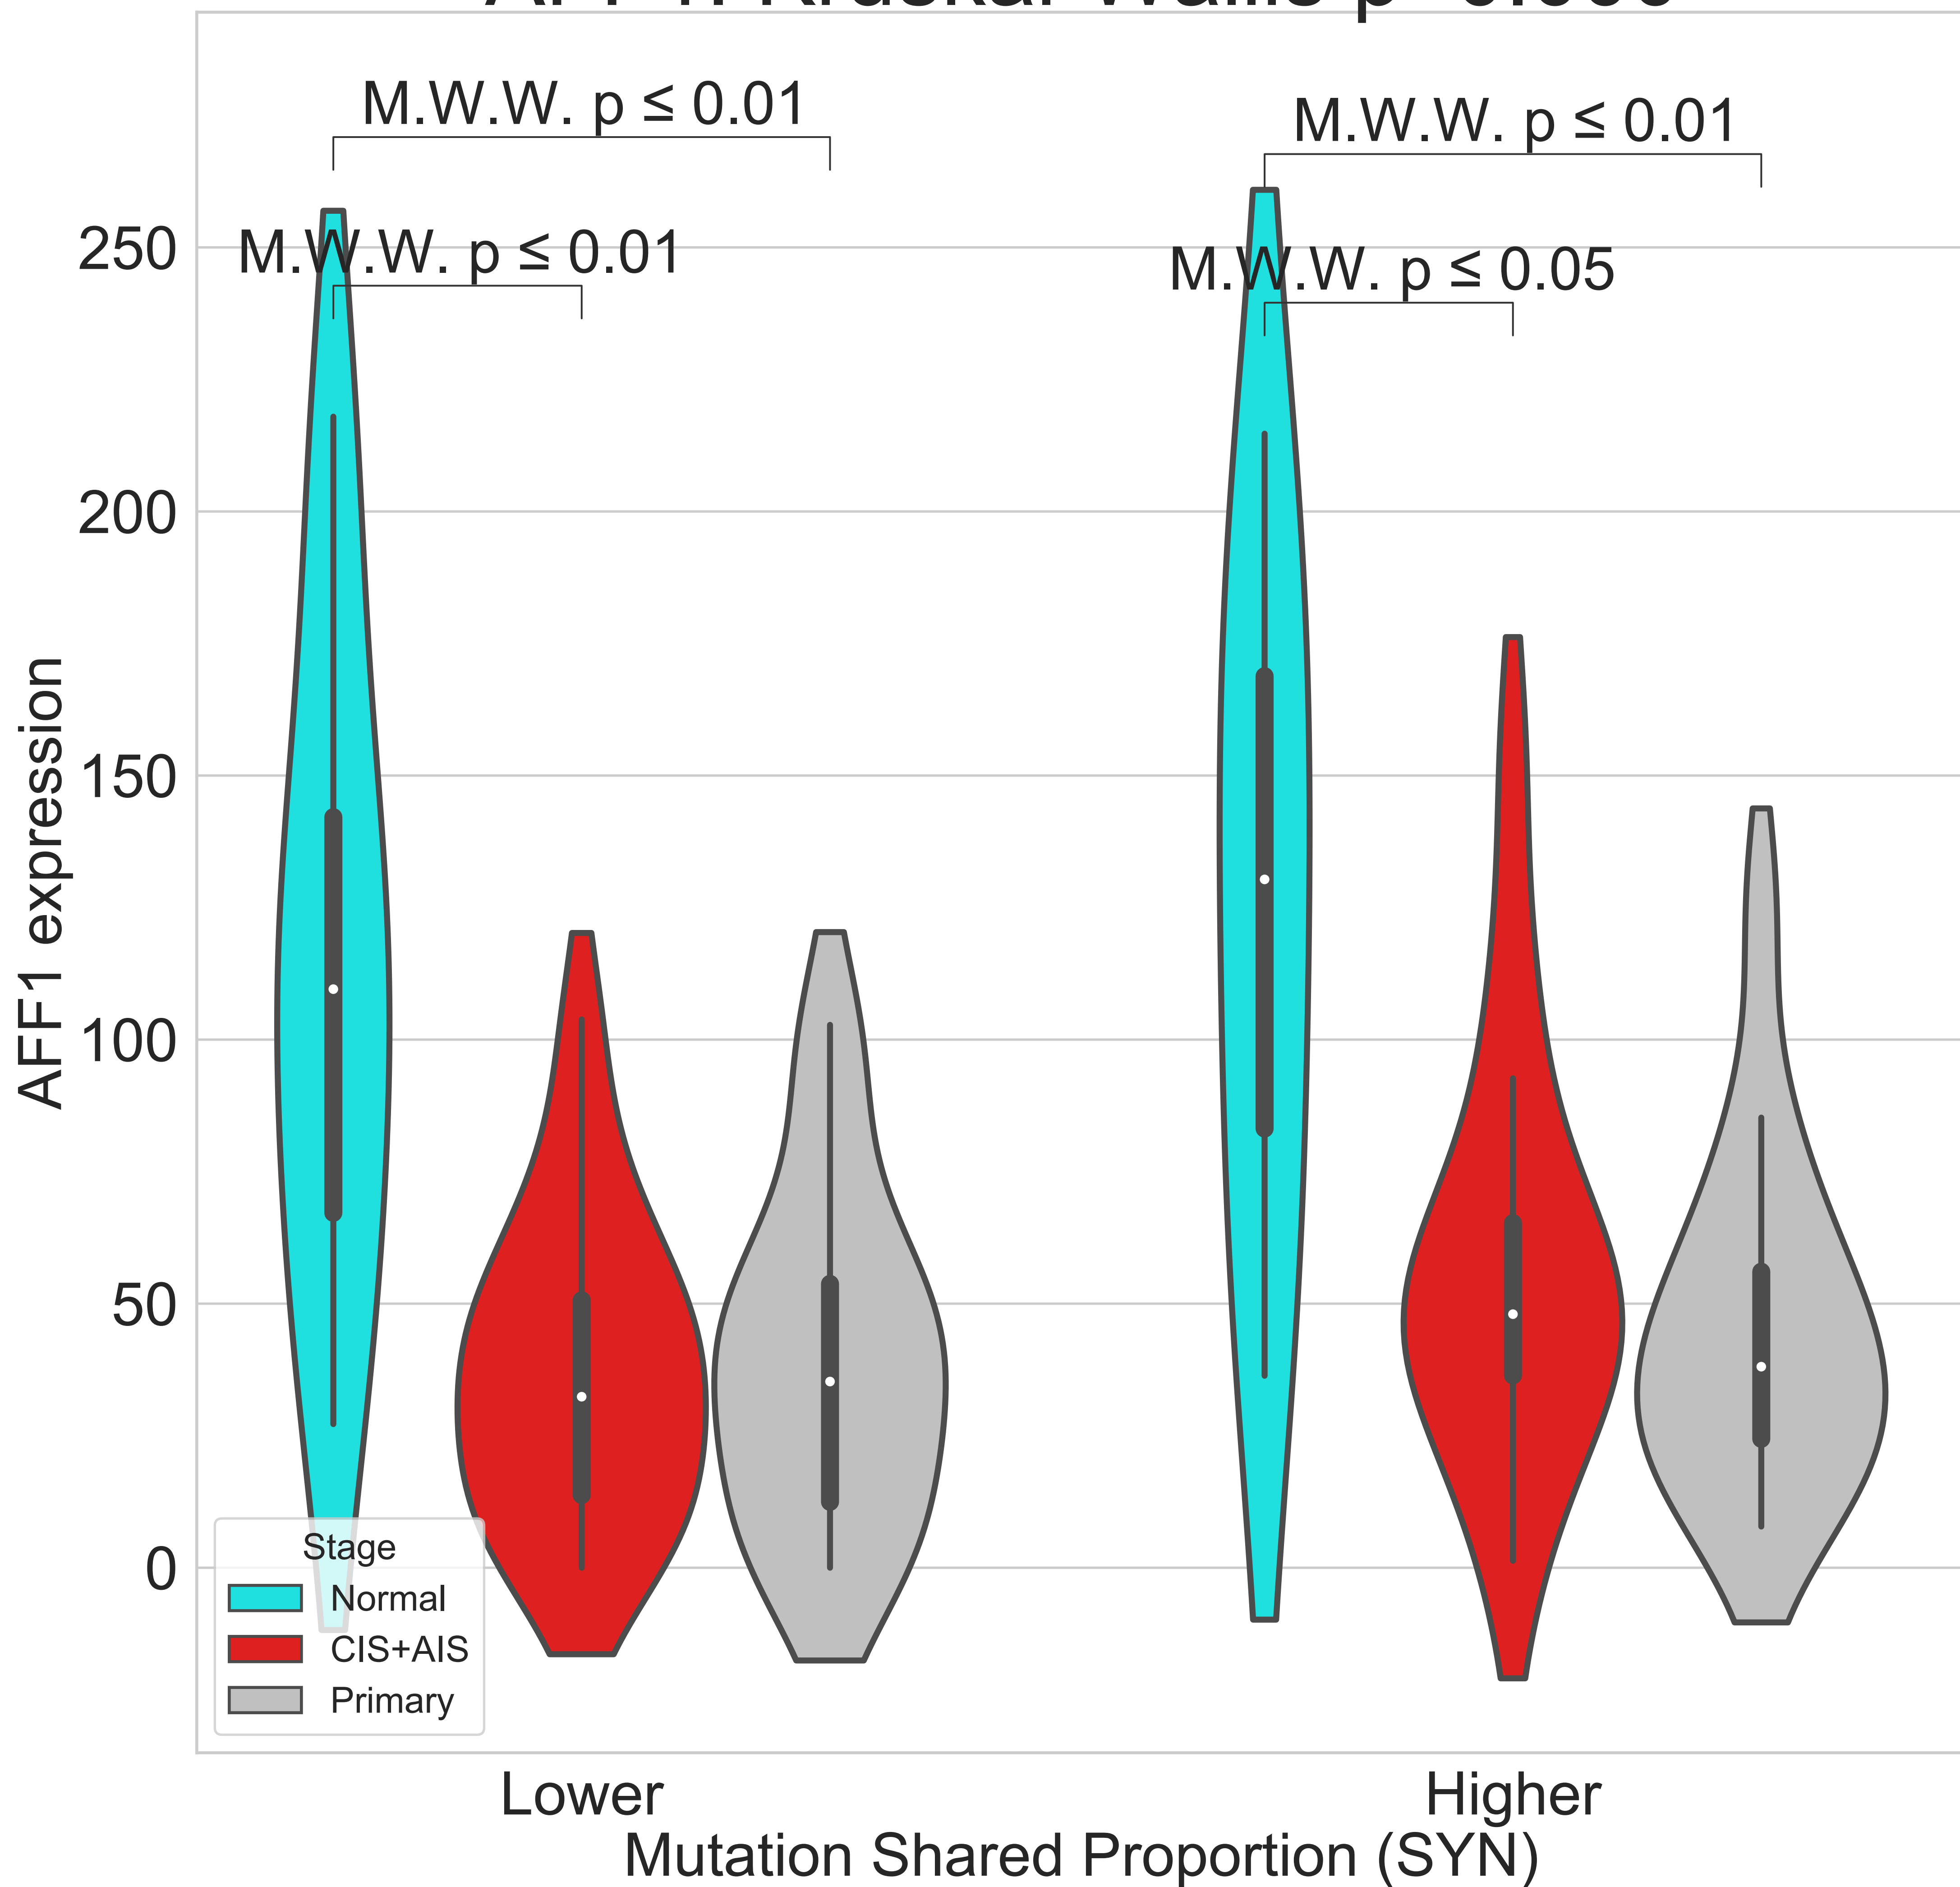 M.W.W. p ≤ 0.01
M.W.W. p ≤ 0.01
M.W.W. p ≤ 0.01
M.W.W. p ≤ 0.05
250
200
150
100
50
0
AFF1 expression
Stage
Normal
CIS+AIS
Primary
Lower
Higher
Mutation Shared Proportion (SYN)